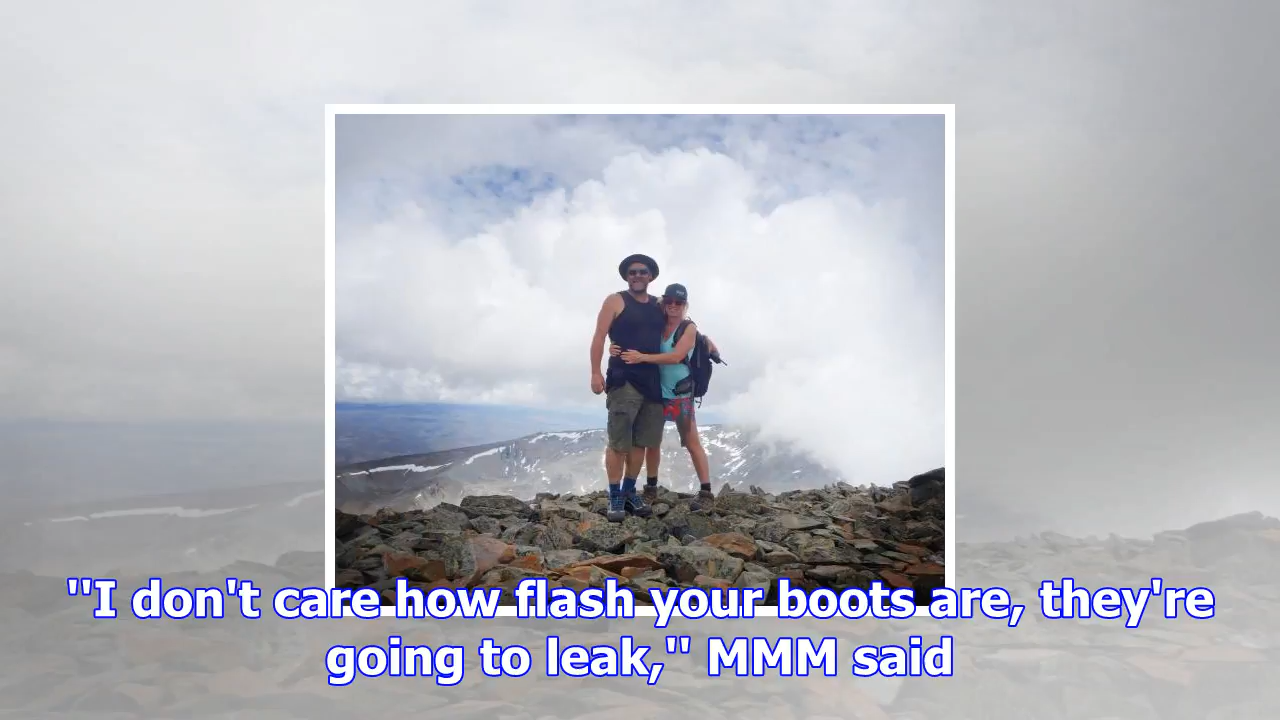 "I don't care how flash your boots are, they're
going to leak," MMM said